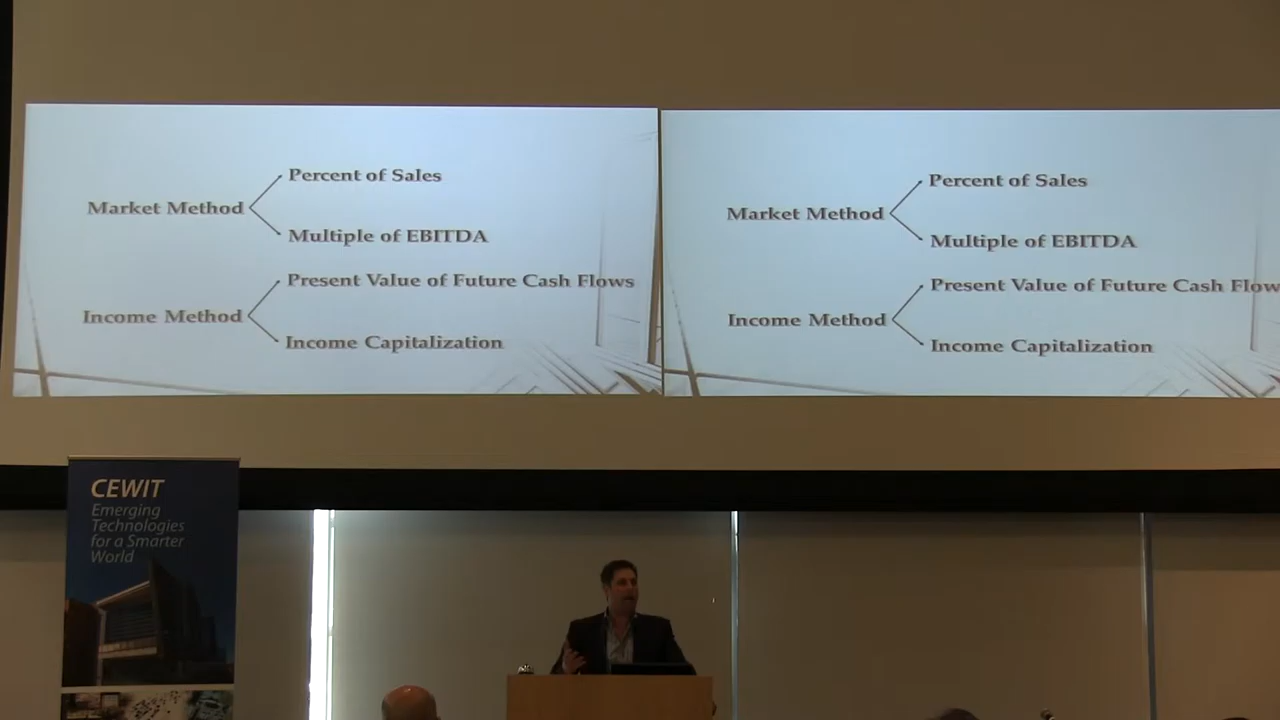 Percent of Sales
Market Method
Multiple of EBITDA
Present Value of Future Cash Flows
Income Method
Income Capitalization
Percent of Sales
Market Method
Multiple of EBITDA
Present Value of Future Cash Flow
Income Method
Income Capitalization
CEWIT
Emerging
Technologies
for a Smarter
World